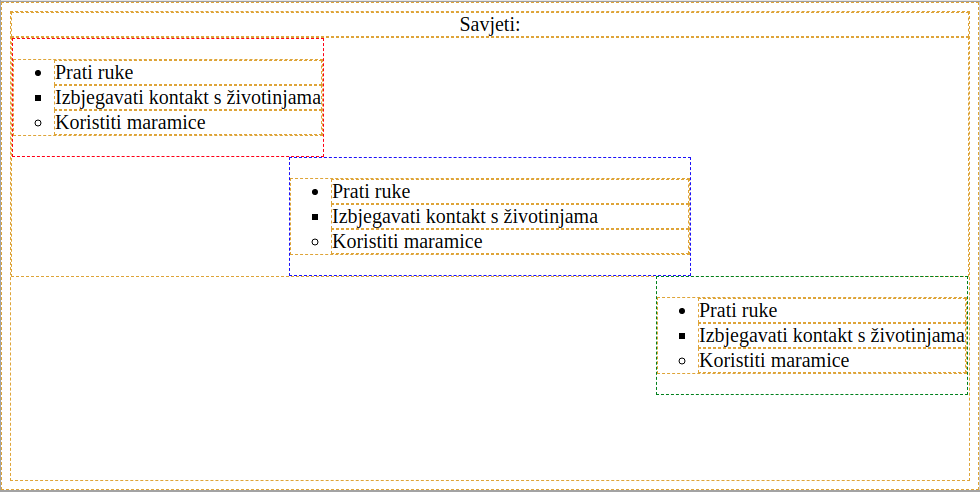 Savjeti:
Prati ruke
Izbjegavati kontakt s životinjama
Koristiti maramice
Prati ruke
Izbjegavati kontakt s životinjama
Koristiti maramice
Prati ruke
Izbjegavati kontakt s životinjama
Koristiti maramice